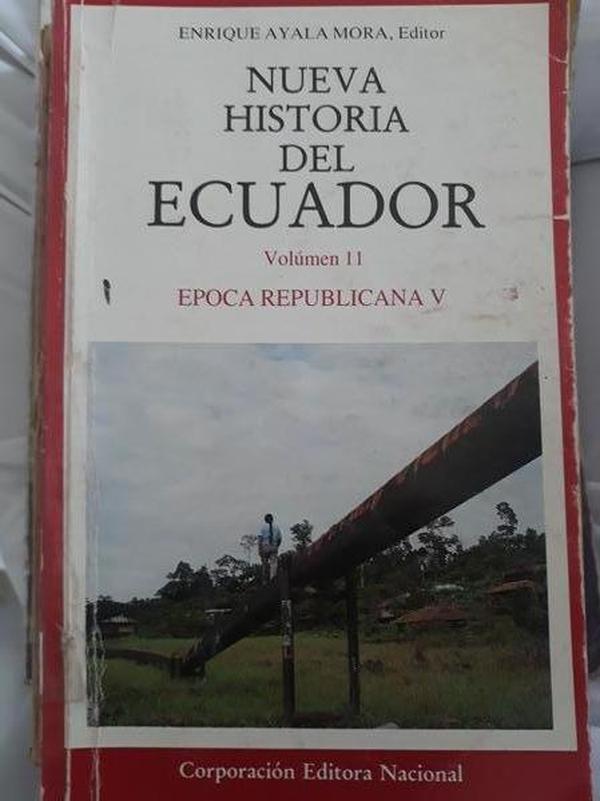 ENRIQUE AYALA MORA, Editor
NUEVA
HISTORIA
DEL
ECUADOR
Volúmen 11
EPOCA REPUBLICANA V
Corporación Editora Nacional